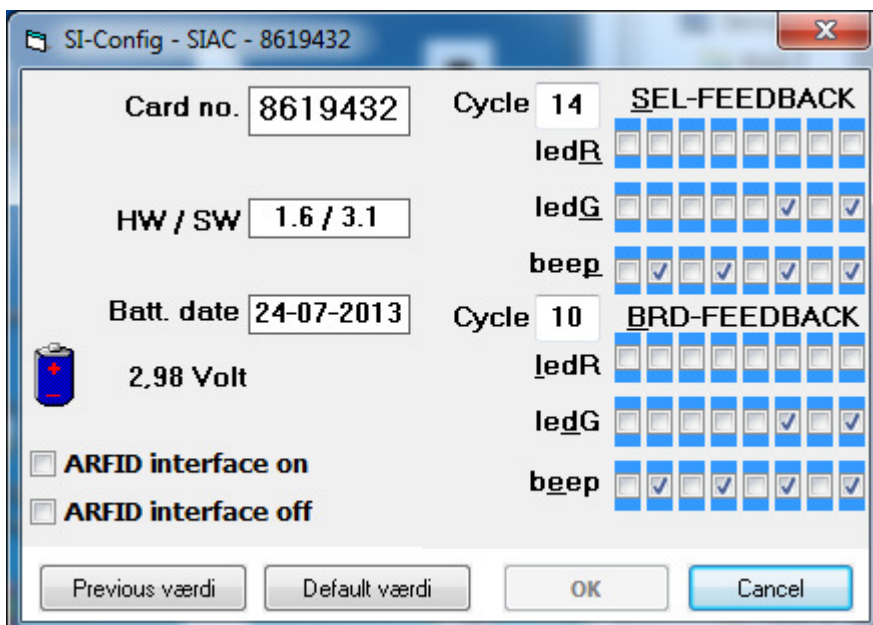 SI-Config - SIAC - 8619432
Card no. 8619432
HW / SW 1.6 / 3.1
Batt. date 24-07-2013
2,98 Volt
ARFID interface on
ARFID interface off
Cycle 14 SEL-FEEDBACK
ledR
ledG
beep
Cycle 10 BRD-FEEDBACK
ledR
ledG
beep
Previous værdi Default værdi OK Cancel